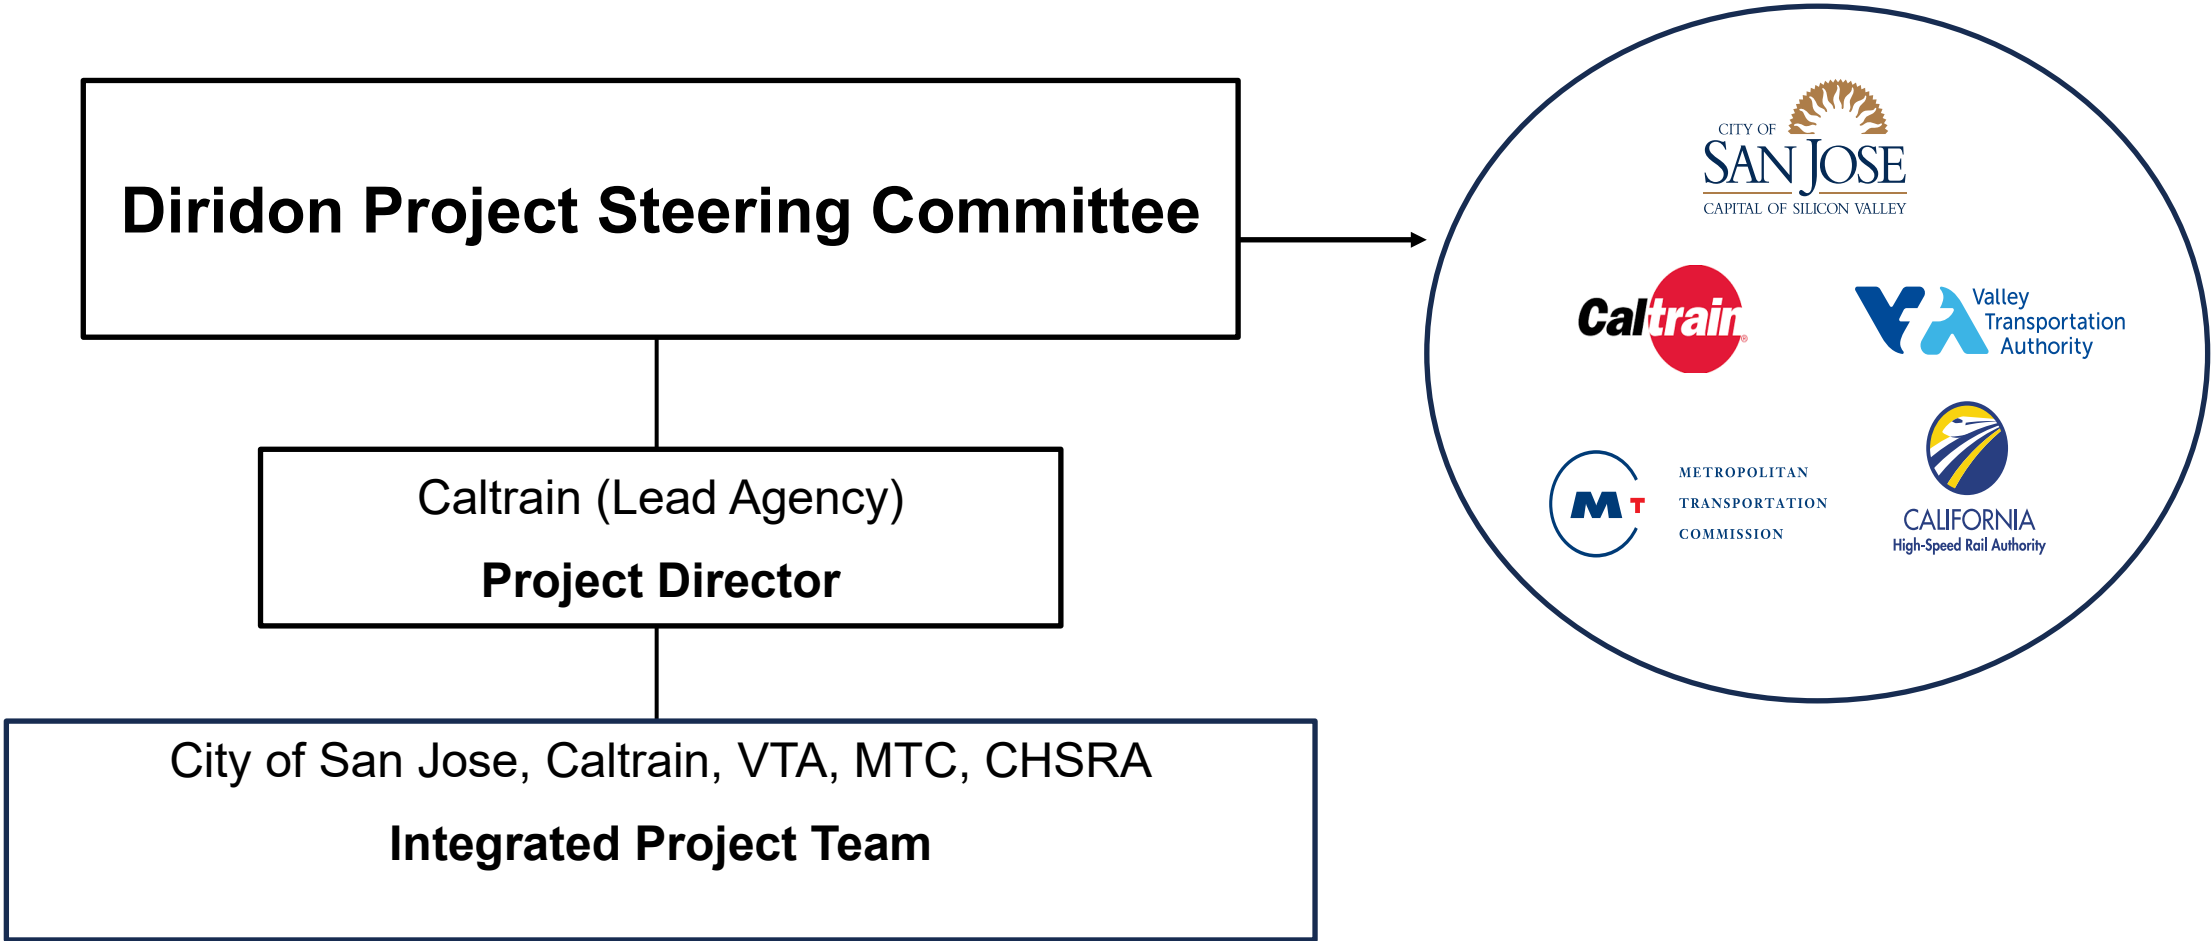 Diridon Project Steering Committee
Caltrain (Lead Agency)
Project Director
City of San Jose, Caltrain, VTA, MTC, CHSRA
Integrated Project Team
CITY OF
SAN JOSE
CAPITAL OF SILICON VALLEY
Caltrain®
VTA
Valley
Transportation
Authority
MT
METROPOLITAN
TRANSPORTATION
COMMISSION
CALIFORNIA
High-Speed Rail Authority